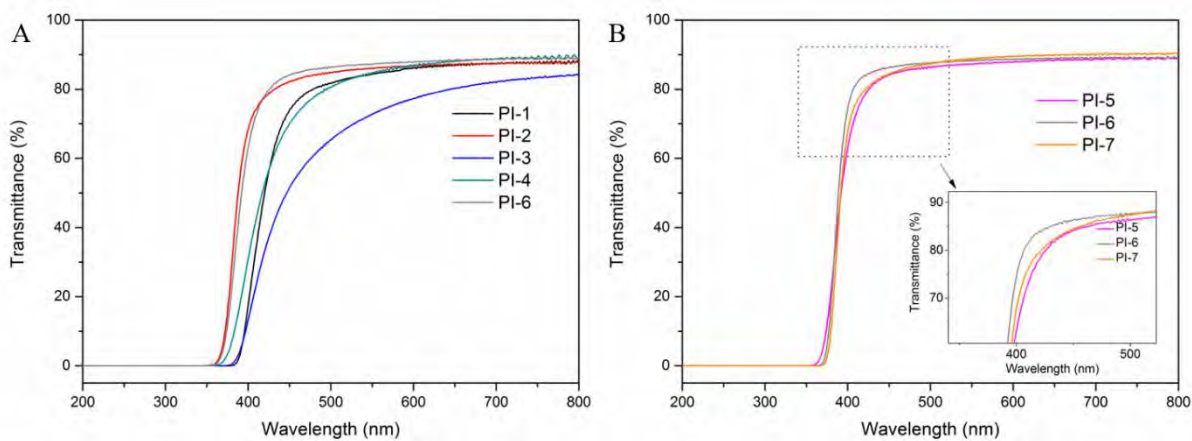 A
100
80
60
40
20
0
Transmittance (%)
200 300 400 500 600 700 800
Wavelength (nm)
PI-1
PI-2
PI-3
PI-4
PI-6
B
100
80
60
40
20
0
Transmittance (%)
200 300 400 500 600 700 800
Wavelength (nm)
PI-5
PI-6
PI-7
90
80
70
Transmittance (%)
400 500
Wavelength (nm)
PI-5
PI-6
PI-7